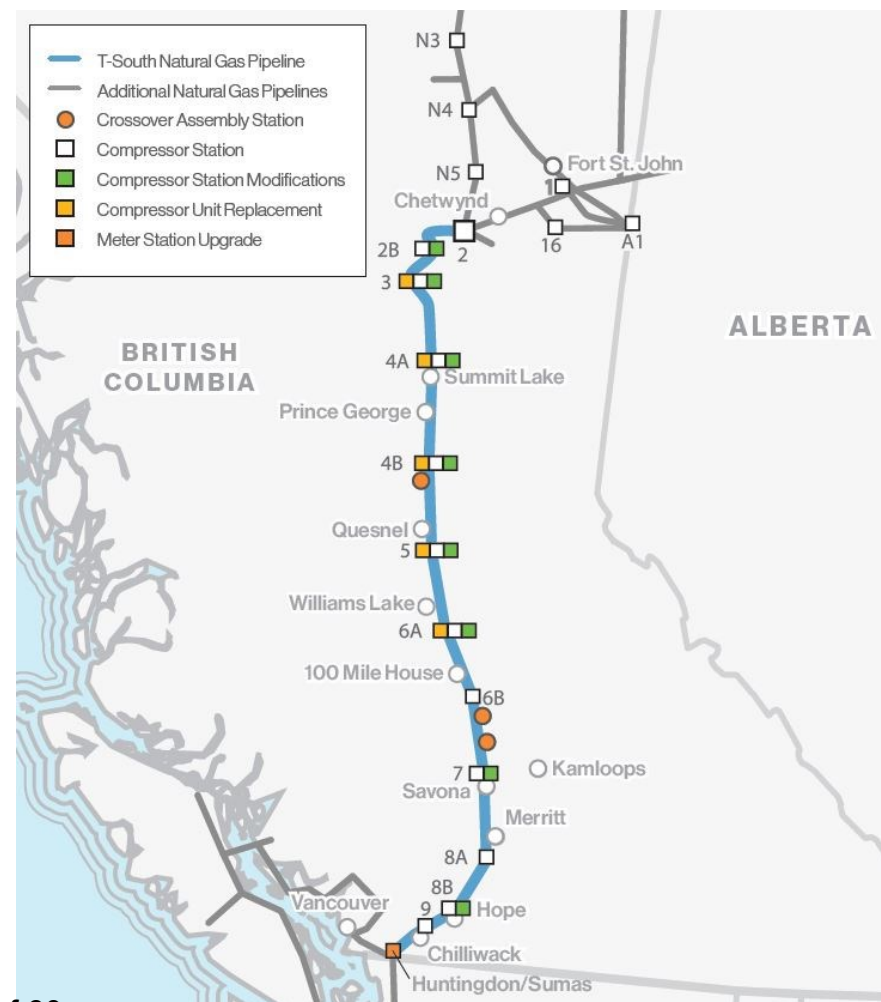 T-South Natural Gas Pipeline
Additional Natural Gas Pipelines
Crossover Assembly Station
Compressor Station
Compressor Station Modifications
Compressor Unit Replacement
Meter Station Upgrade
N3
N4
N5
Fort St. John
1
Chetwynd
2
16
A1
2B
3
ALBERTA
BRITISH
COLUMBIA
4A
Summit Lake
Prince George
4B
Quesnel
5
Williams Lake
6A
100 Mile House
6B
7
Kamloops
Savona
Merritt
8A
8B
Vancouver
9
Hope
Chilliwack
Huntingdon/Sumas